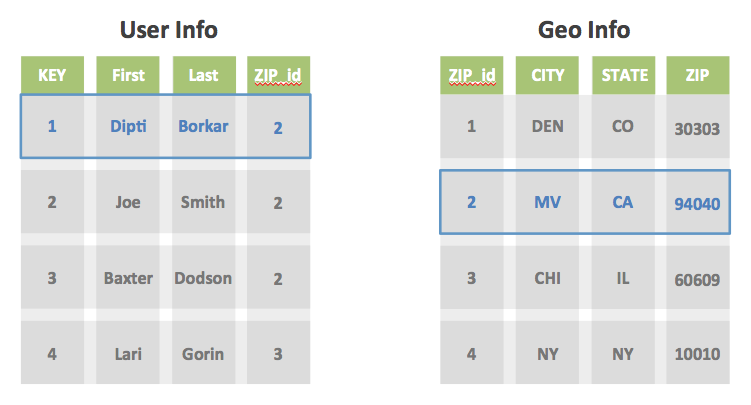 User Info
KEY First Last ZIP_id
1 Dipti Borkar 2
2 Joe Smith 2
3 Baxter Dodson 2
4 Lari Gorin 3
Geo Info
ZIP_id CITY STATE ZIP
1 DEN CO 30303
2 MV CA 94040
3 CHI IL 60609
4 NY NY 10010